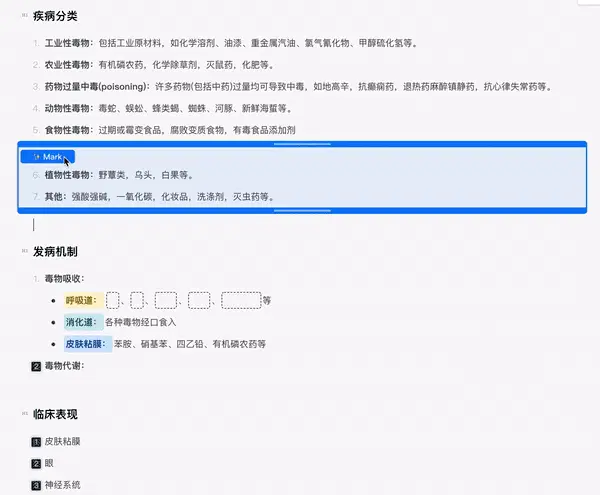 H1 疾病分类
1. 工业性毒物：包括工业原材料，如化学溶剂、油漆、重金属汽油、氯气氰化物、甲醇硫化氢等。
2. 农业性毒物：有机磷农药，化学除草剂，灭鼠药，化肥等。
3. 药物过量中毒(poisoning)：许多药物(包括中药)过量均可导致中毒，如地高辛，抗癫痫药，退热药麻醉镇静药，抗心律失常药等。
4. 动物性毒物：毒蛇、蜈蚣、蜂类蝎、蜘蛛、河豚、新鲜海蜇等。
5. 食物性毒物：过期或霉变食品，腐败变质食物，有毒食品添加剂
Mark
6. 植物性毒物：野蕈类，乌头，白果等。
7. 其他：强酸强碱，一氧化碳，化妆品，洗涤剂，灭虫药等。
H1 发病机制
1. 毒物吸收：
• 呼吸道： 、 、 、 、 等
• 消化道： 各种毒物经口食入
• 皮肤粘膜： 苯胺、硝基苯、四乙铅、有机磷农药等
2 毒物代谢：
H1 临床表现
1 皮肤粘膜
2 眼
3 神经系统